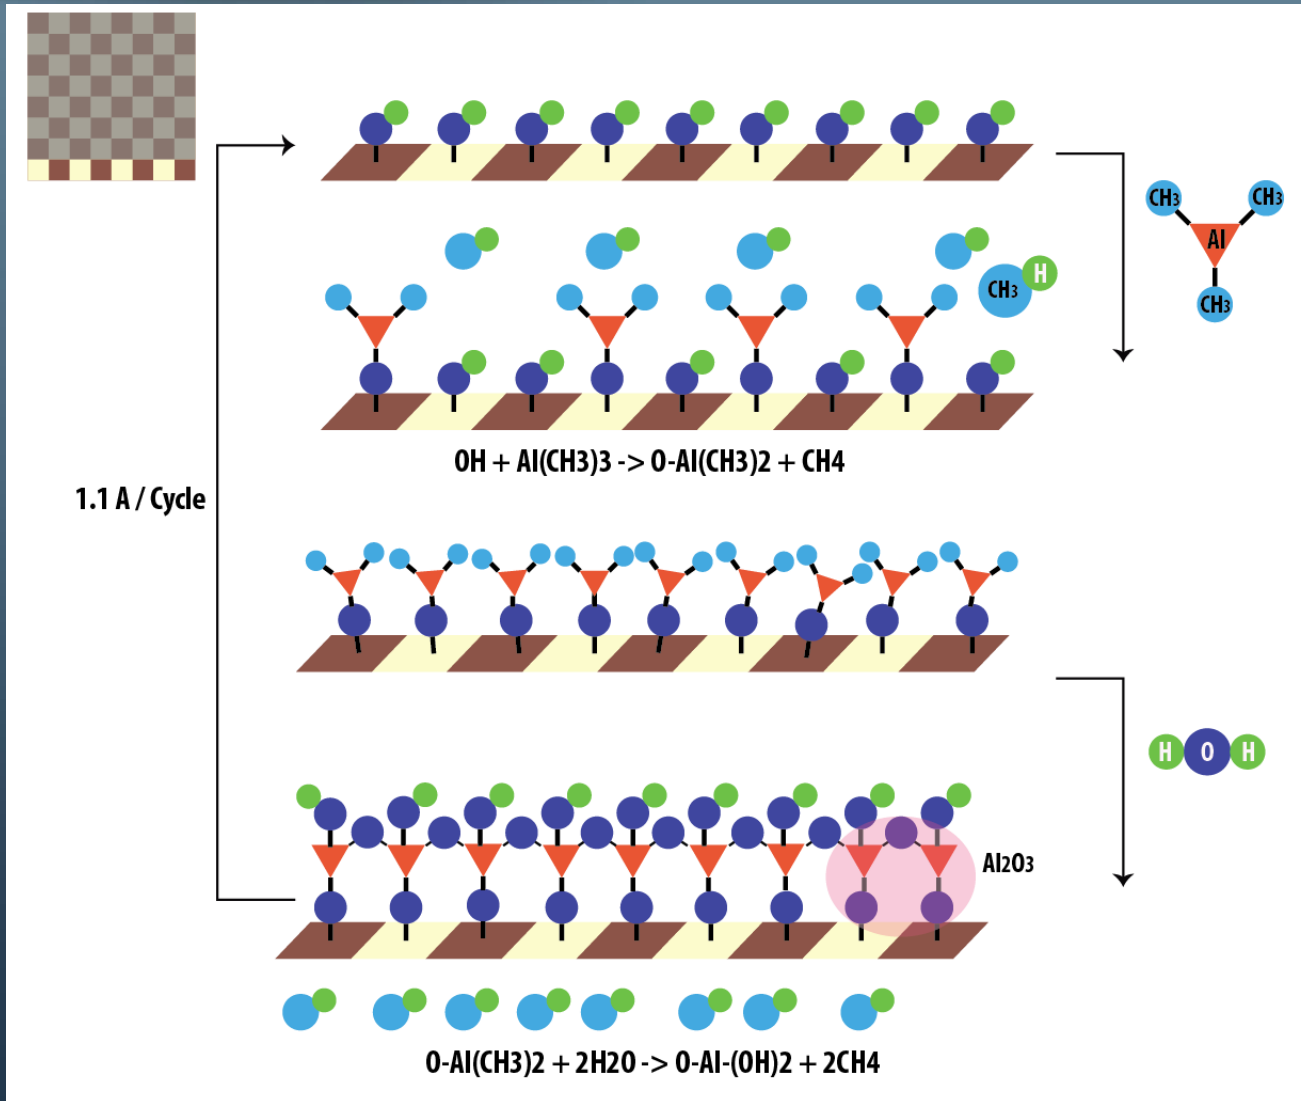 CH3
CH3
Al
CH3
H
CH3
OH + Al(CH3)3 -> O-Al(CH3)2 + CH4
1.1 A / Cycle
H O H
Al2O3
O-Al(CH3)2 + 2H2O -> O-Al-(OH)2 + 2CH4